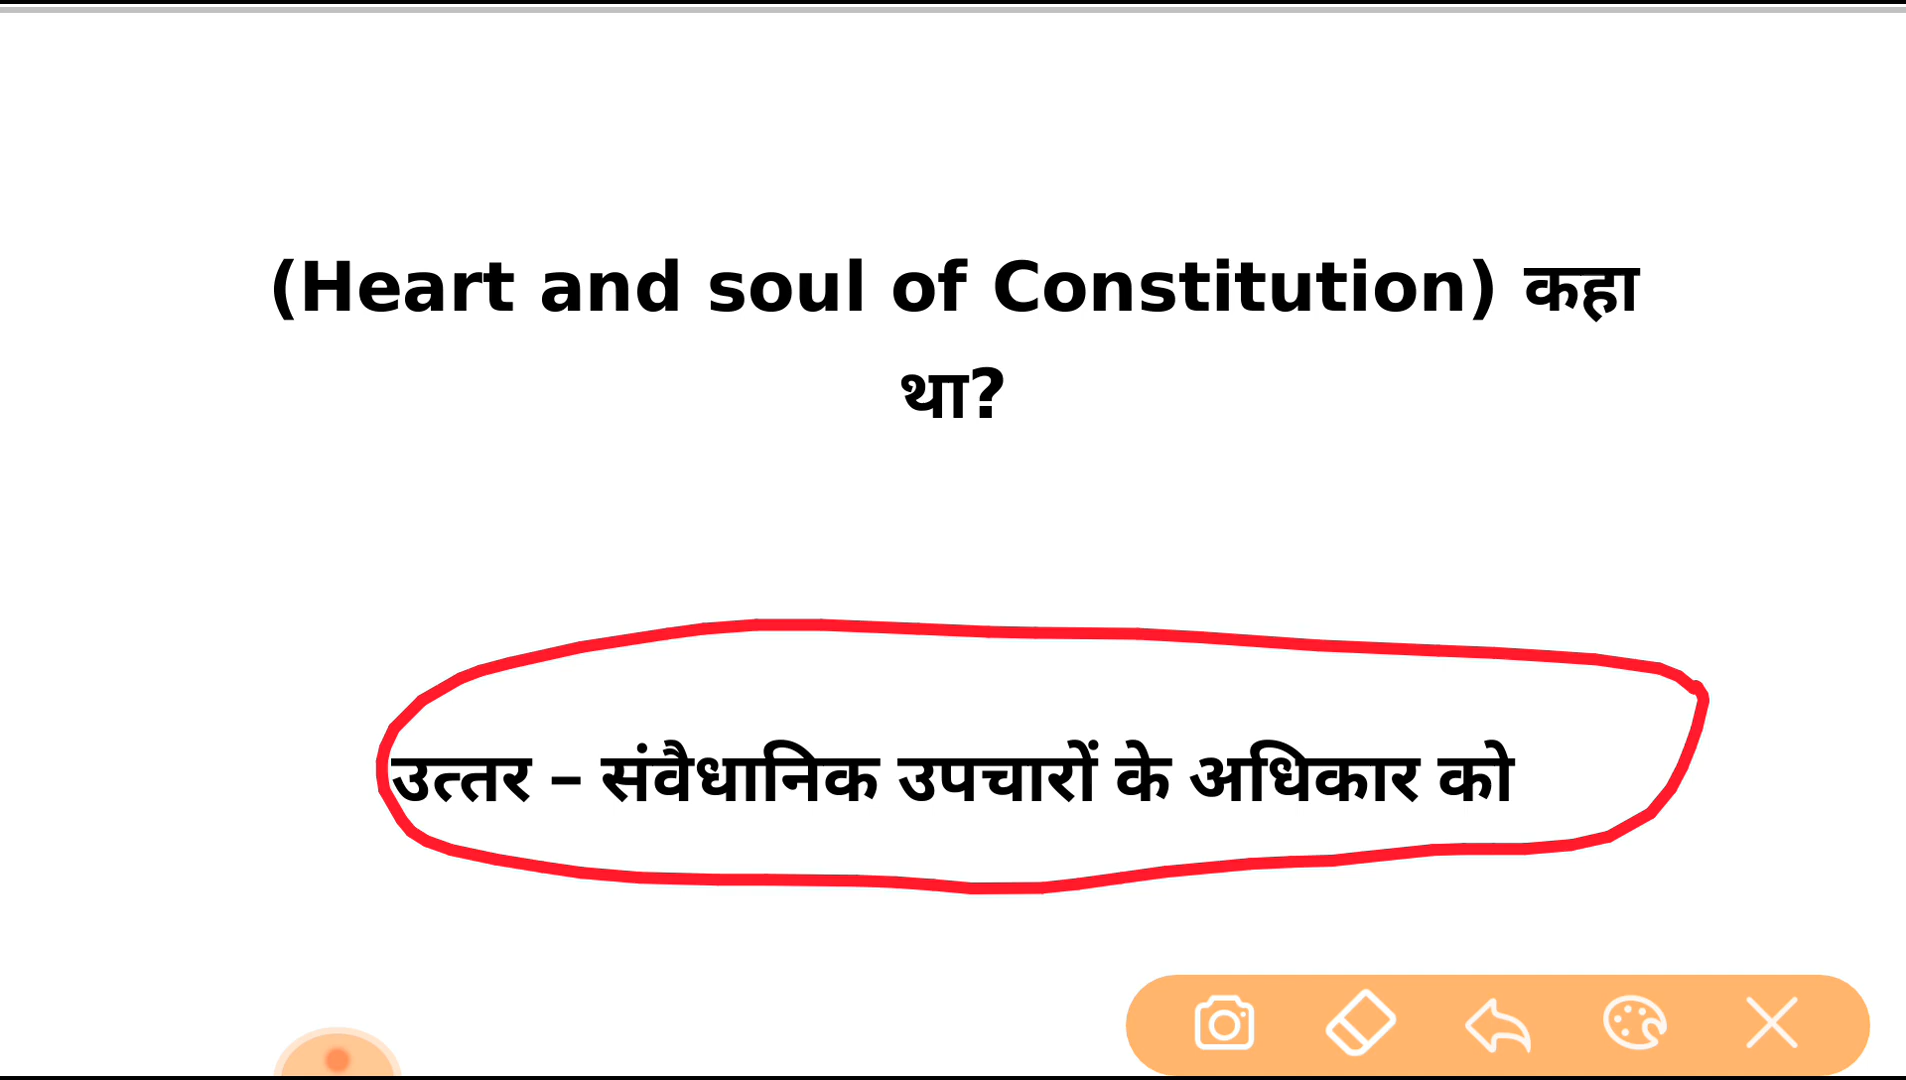 (Heart and soul of Constitution) कहा
था?
उत्तर – संवैधानिक उपचारों के अधिकार को